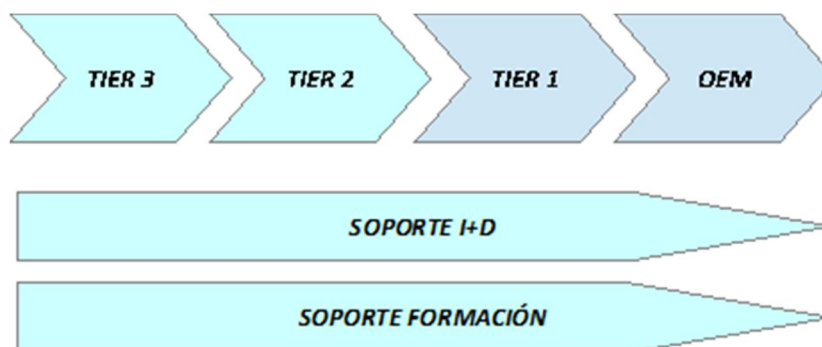 TIER 3
TIER 2
TIER 1
OEM
SOPORTE I+D
SOPORTE FORMACIÓN